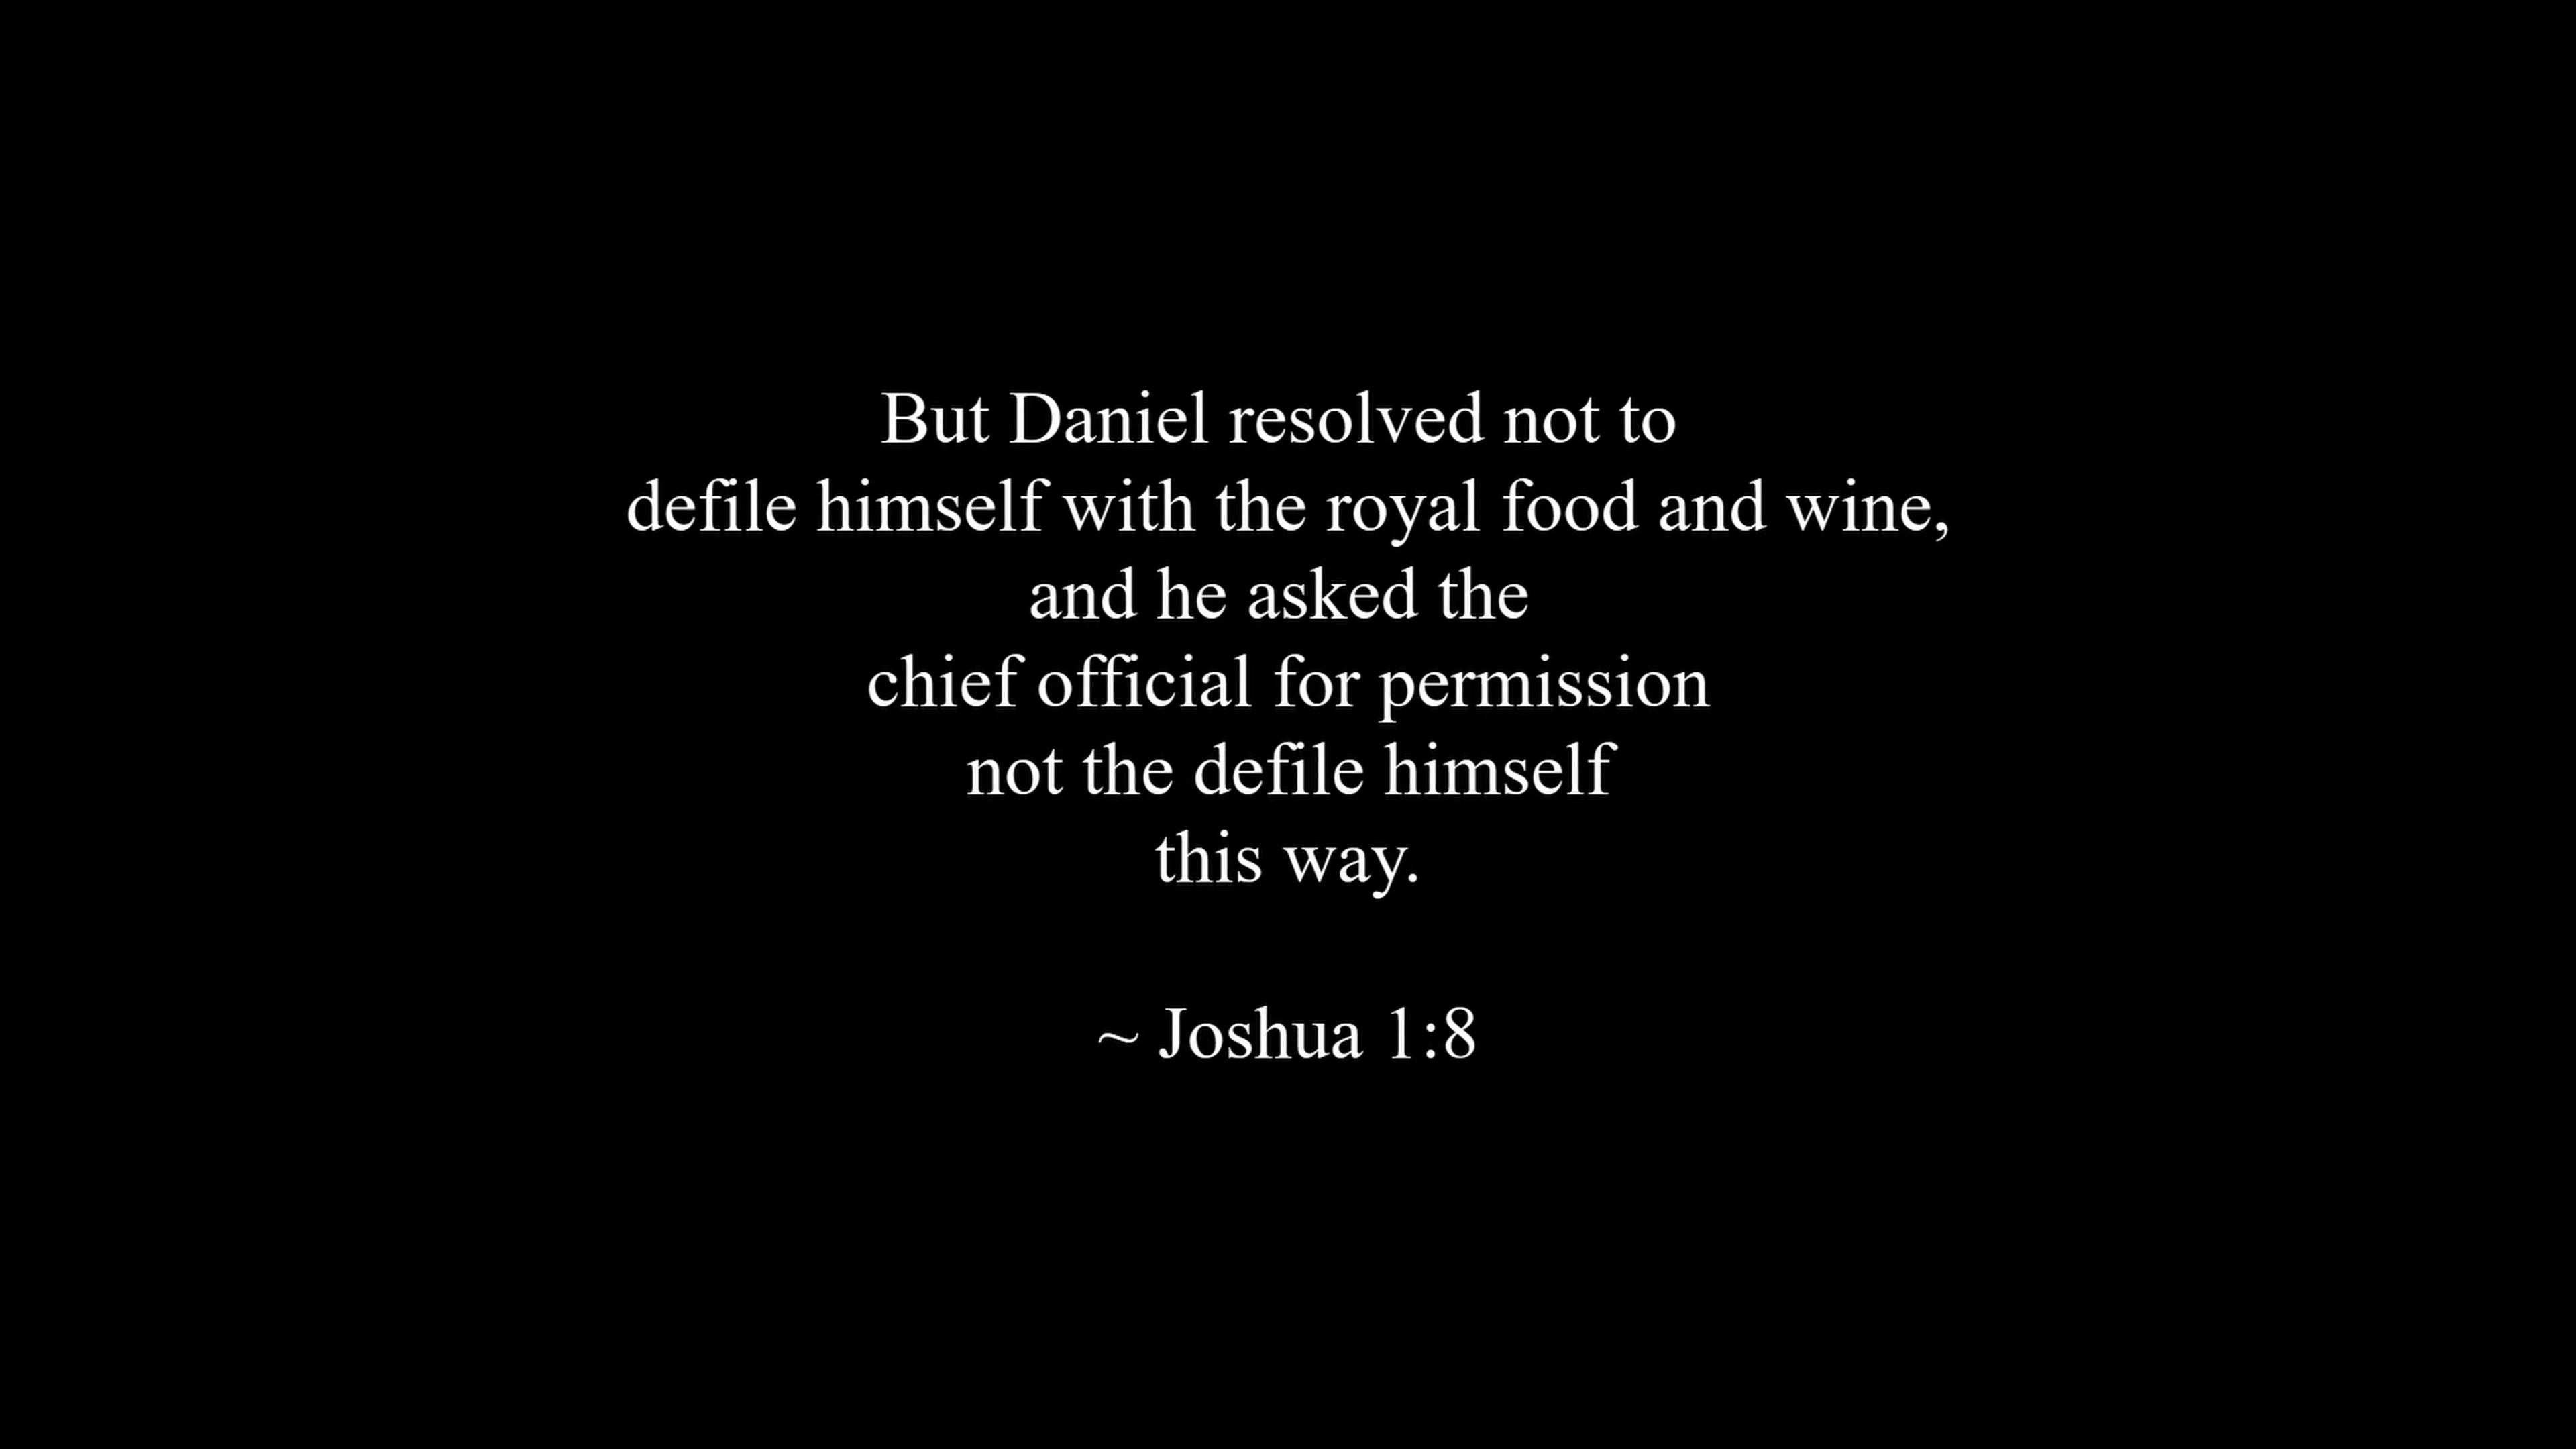 But Daniel resolved not to
defile himself with the royal food and wine,
and he asked the
chief official for permission
not the defile himself
this way.
~ Joshua 1:8